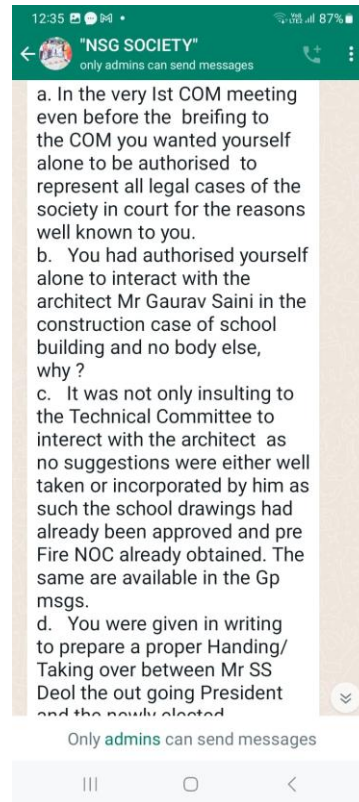 12:35
87%
"NSG SOCIETY"
only admins can send messages
a. In the very Ist COM meeting
even before the breifing to
the COM you wanted yourself
alone to be authorised to
represent all legal cases of the
society in court for the reasons
well known to you.
b. You had authorised yourself
alone to interact with the
architect Mr Gaurav Saini in the
construction case of school
building and no body else,
why ?
c. It was not only insulting to
the Technical Committee to
interect with the architect as
no suggestions were either well
taken or incorporated by him as
such the school drawings had
already been approved and pre
Fire NOC already obtained. The
same are available in the Gp
msgs.
d. You were given in writing
to prepare a proper Handing/
Taking over between Mr SS
Deol the out going President
and the newly elected
Only admins can send messages